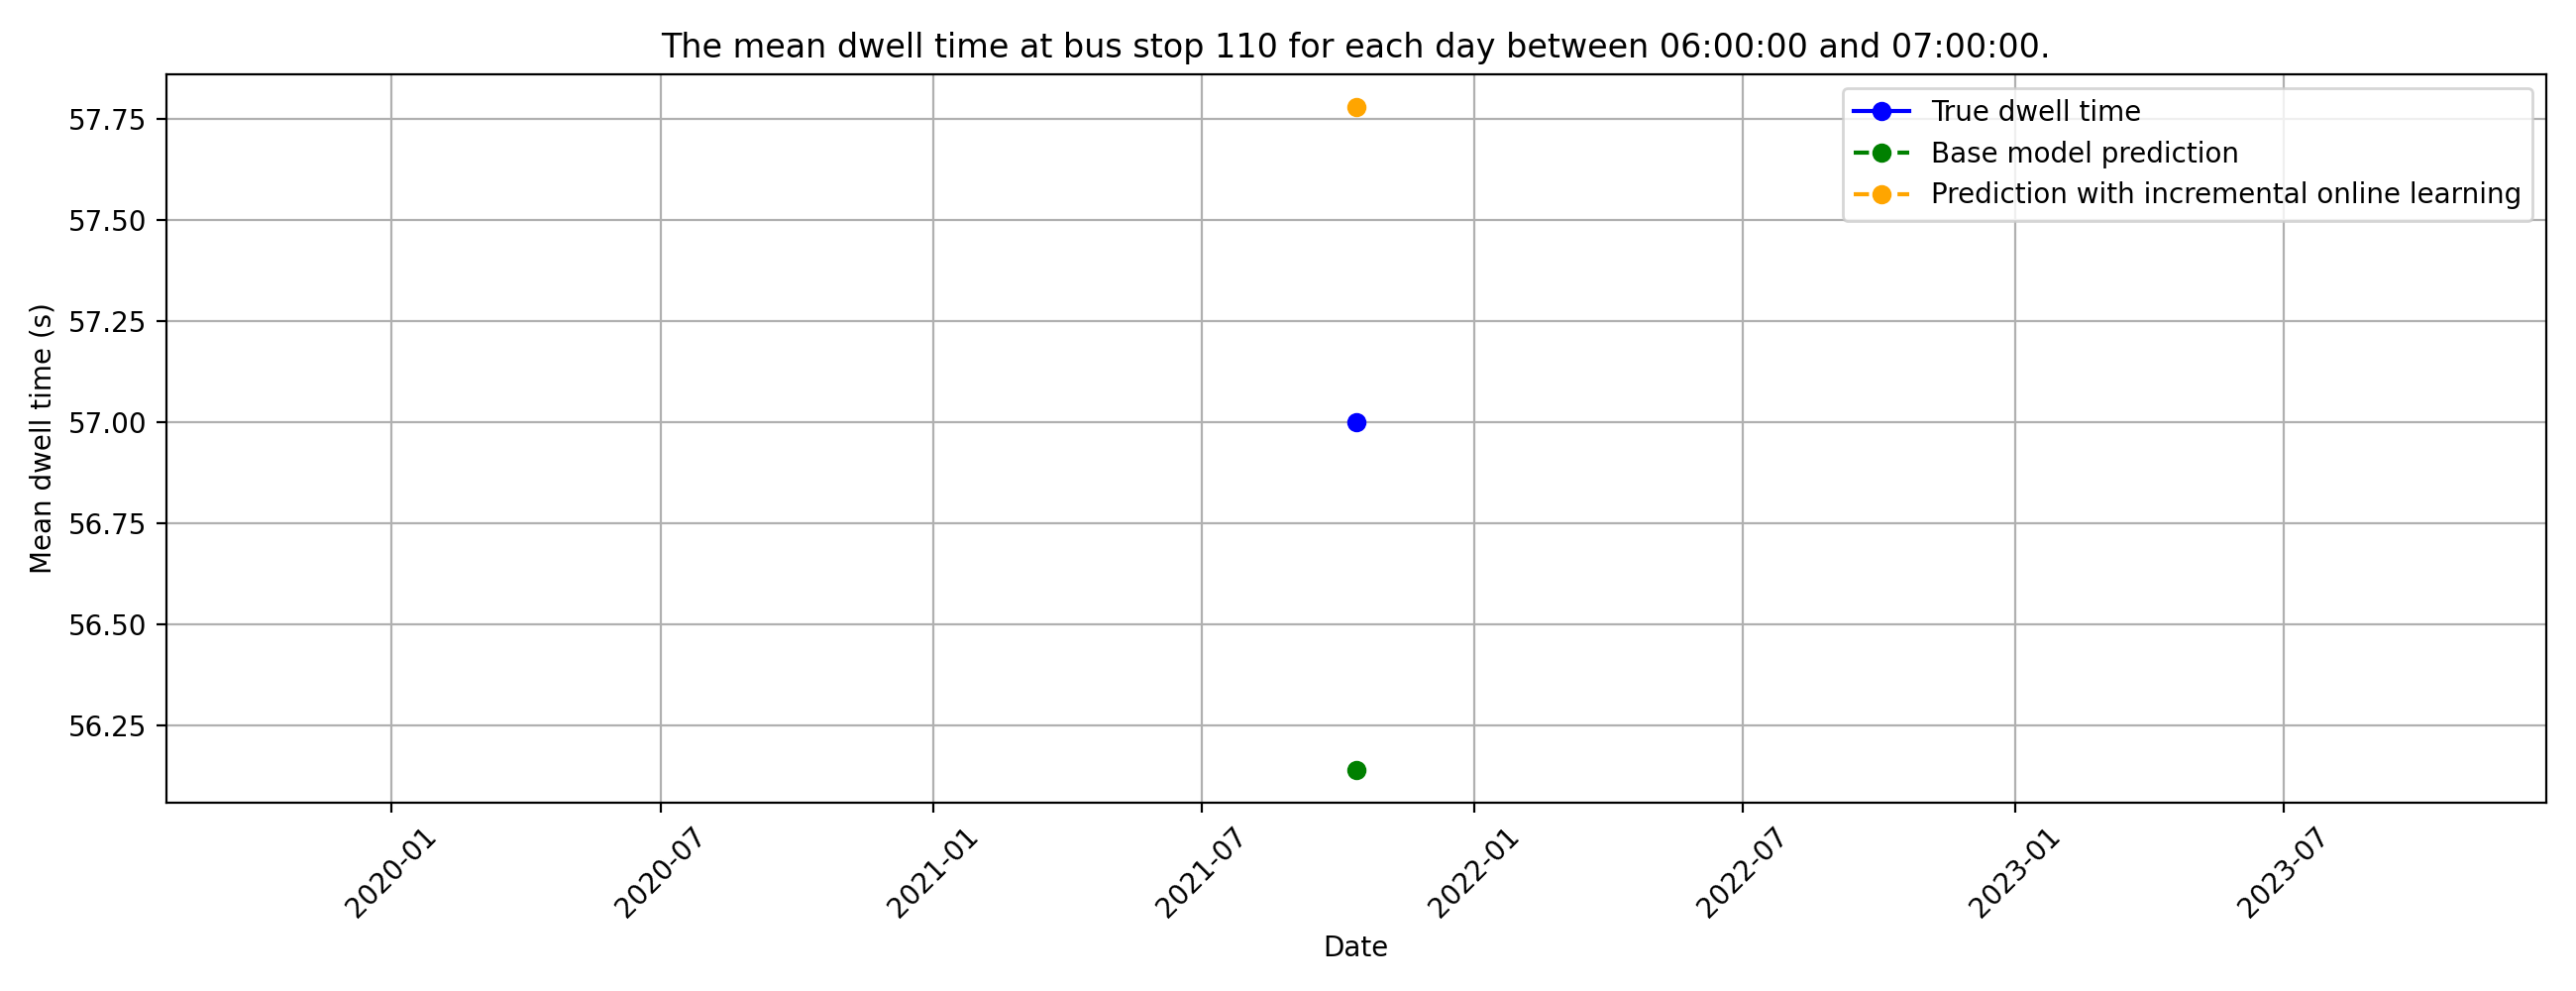 The mean dwell time at bus stop 110 for each day between 06:00:00 and 07:00:00.
True dwell time
Base model prediction
Prediction with incremental online learning
Mean dwell time (s)
57.75
57.50
57.25
57.00
56.75
56.50
56.25
2020-01
2020-07
2021-01
2021-07
2022-01
2022-07
2023-01
2023-07
Date